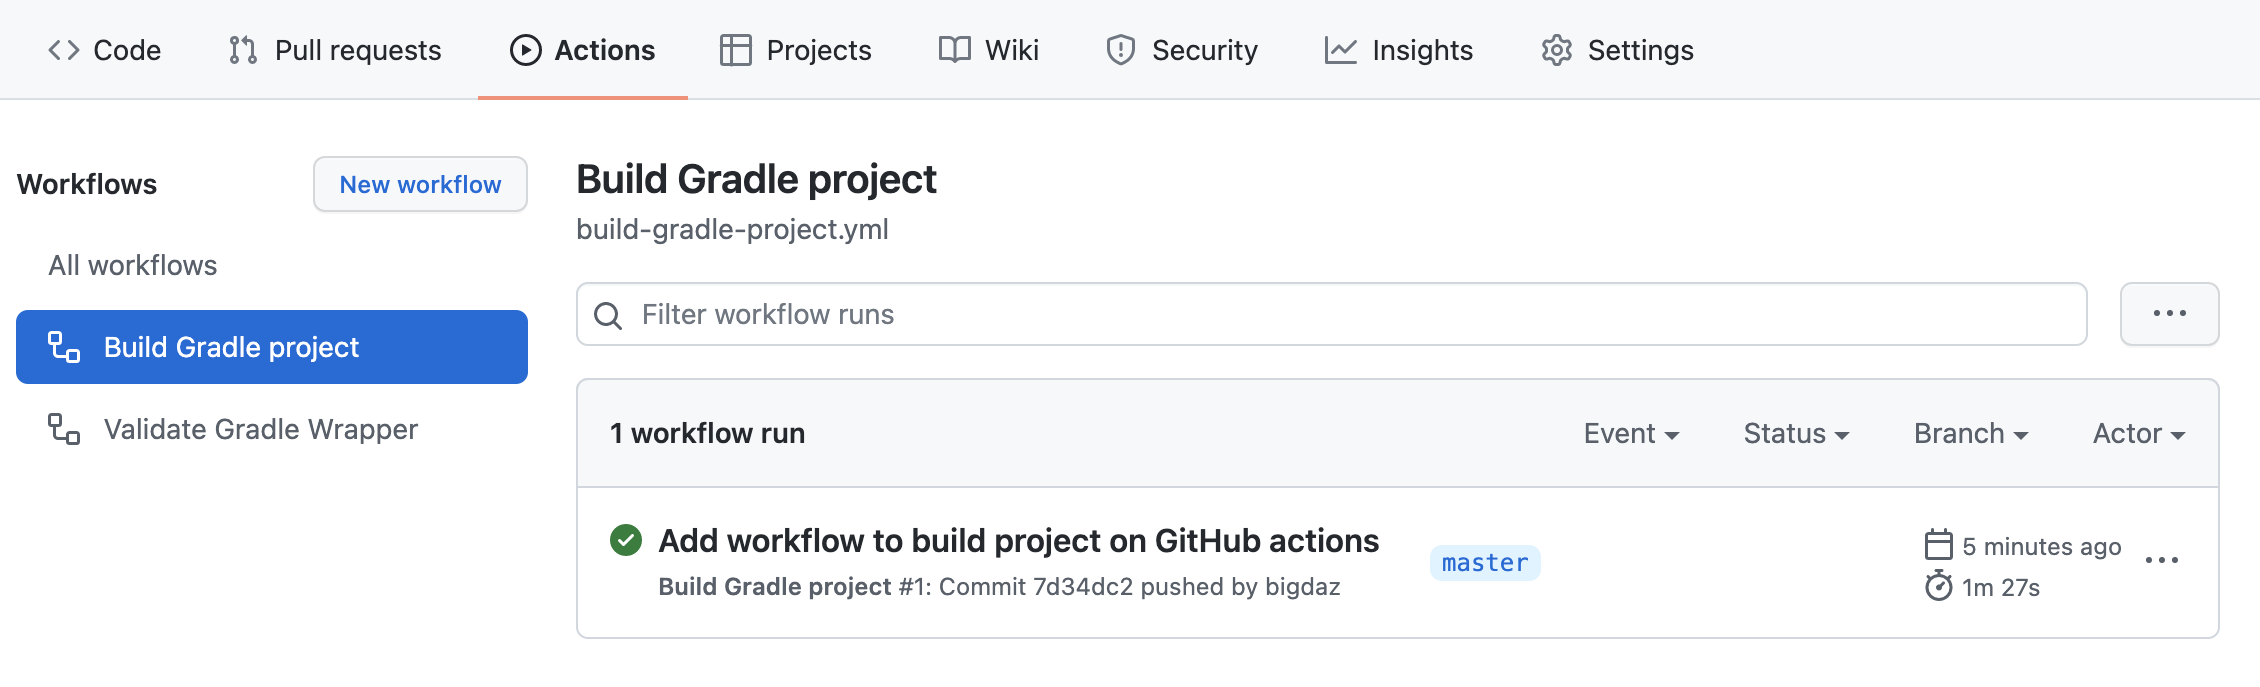 Code Pull requests Actions Projects Wiki Security Insights Settings
Workflows
New workflow
All workflows
Build Gradle project
Validate Gradle Wrapper
Build Gradle project
build-gradle-project.yml
Filter workflow runs
1 workflow run
Event Status Branch Actor
Add workflow to build project on GitHub actions
Build Gradle project #1: Commit 7d34dc2 pushed by bigdaz
master
5 minutes ago
1m 27s